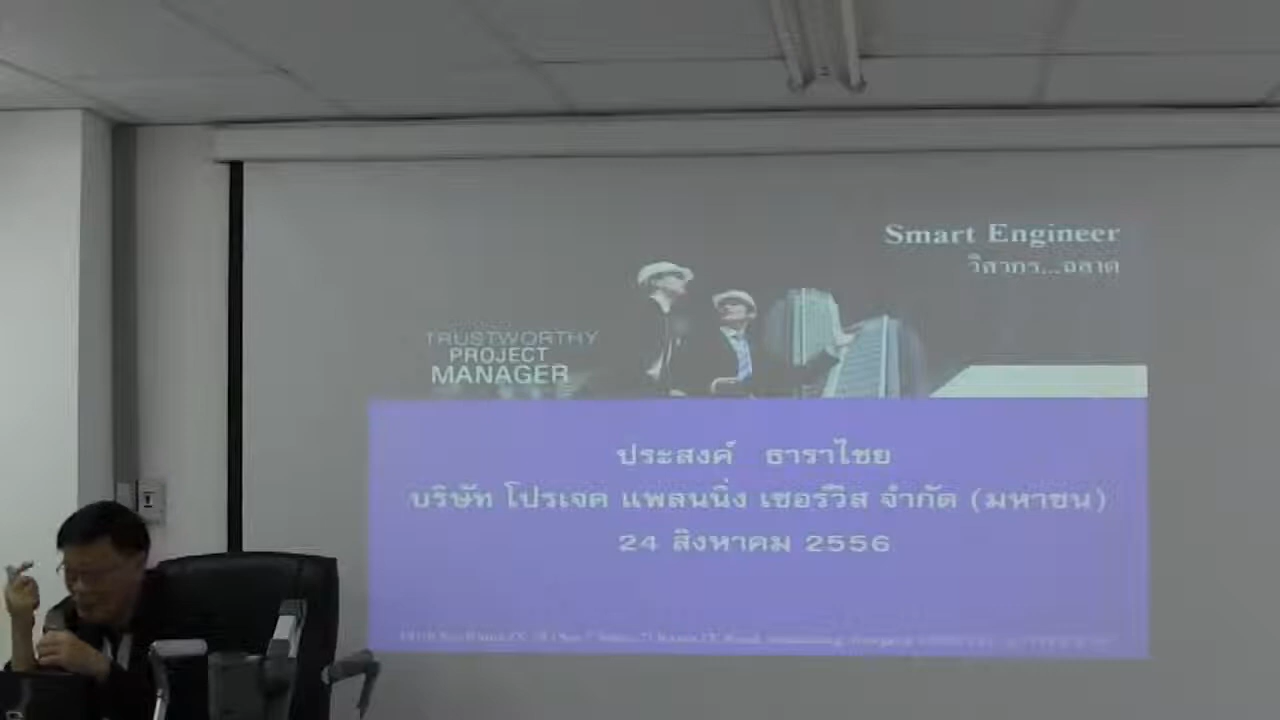 Smart Engineer
วิศวกร...ฉลาด
TRUSTWORTHY
PROJECT
MANAGER
ประสงค์ ธาราไชย
บริษัท โปรเจค แพลนนิ่ง เซอร์วิส จำกัด (มหาชน)
24 สิงหาคม 2556